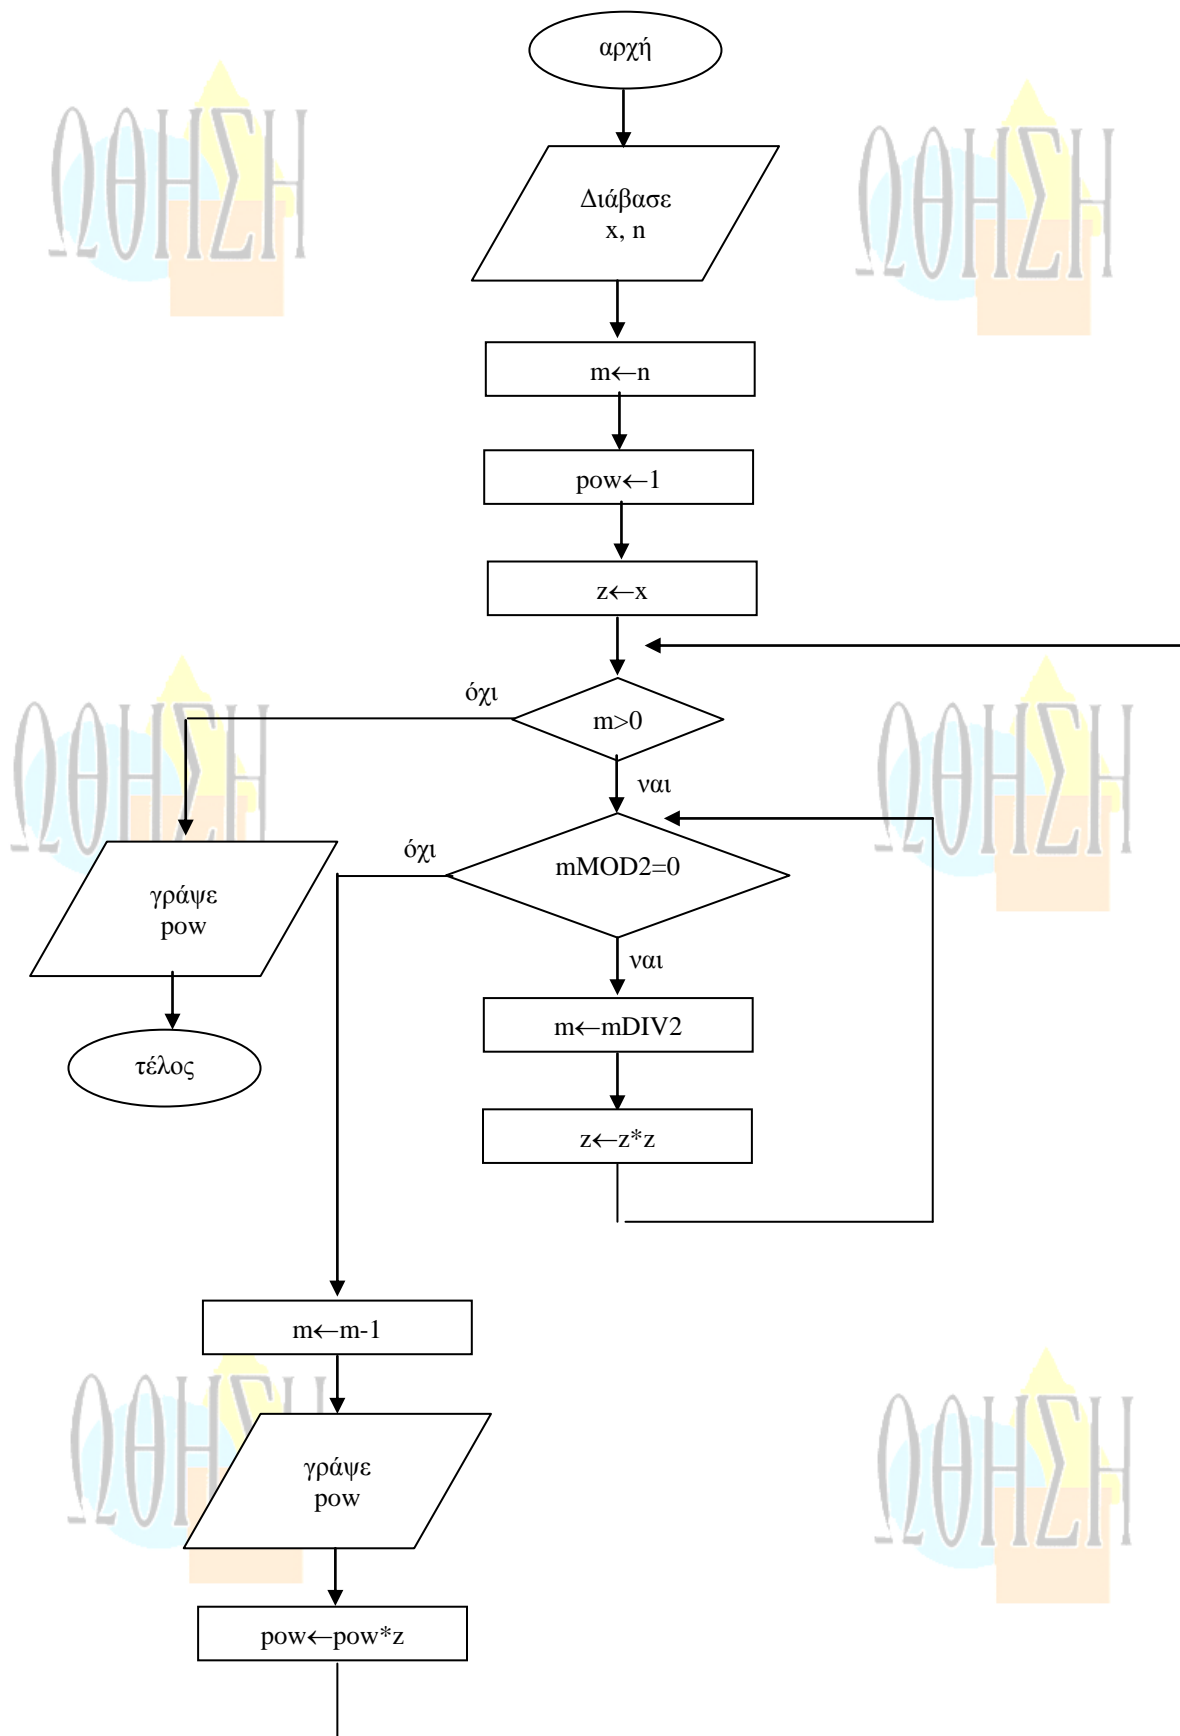 αρχή
Διάβασε
x, n
m←n
pow←1
z←x
όχι
m>0
ναι
όχι
mMOD2=0
γράψε
pow
ναι
m←mDIV2
τέλος
z←z*z
m←m-1
γράψε
pow
pow←pow*z
ΩΘΗΣΗ
ΩΘΗΣΗ
ΩΘΗΣΗ
ΩΘΗΣΗ
ΩΘΗΣΗ
ΩΘΗΣΗ